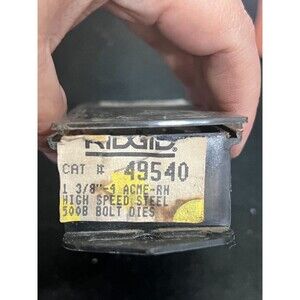 RIDGID
CAT # 49540
1 3/8"-4 ACME-RH
HIGH SPEED STEEL
500B BOLT DIES